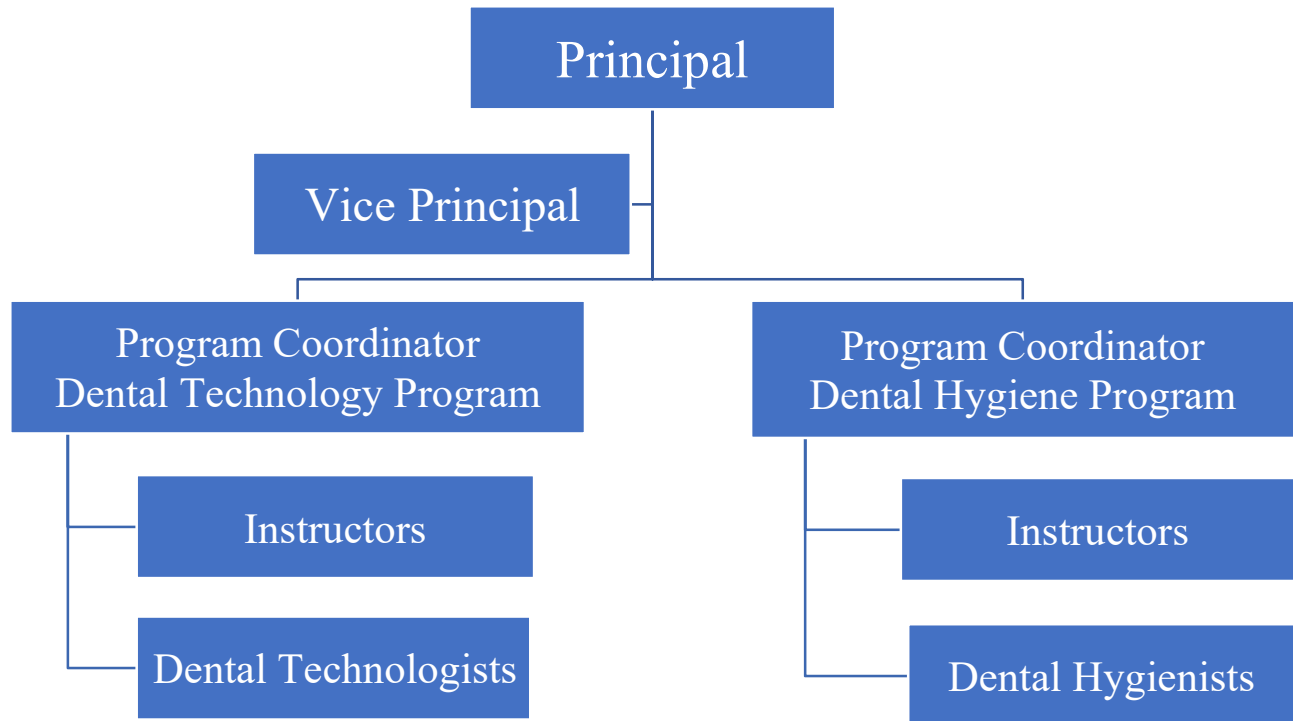 Principal
Vice Principal
Program Coordinator
Dental Technology Program
Program Coordinator
Dental Hygiene Program
Instructors
Instructors
Dental Technologists
Dental Hygienists